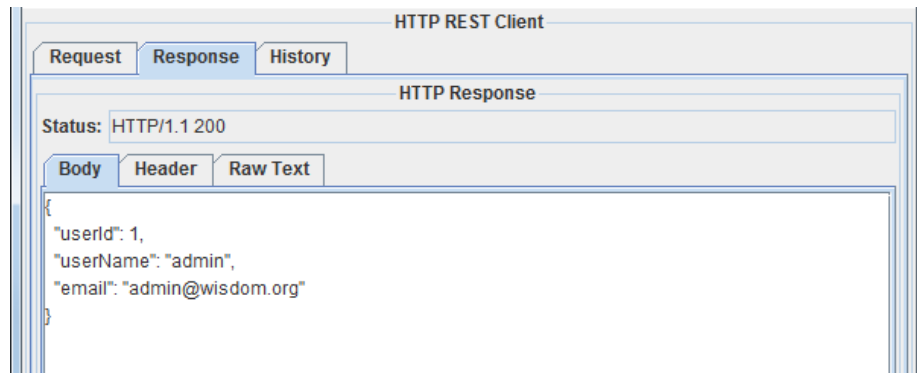 HTTP REST Client
Request Response History
HTTP Response
Status: HTTP/1.1 200
Body Header Raw Text
{
"userId": 1,
"userName": "admin",
"email": "admin@wisdom.org"
}